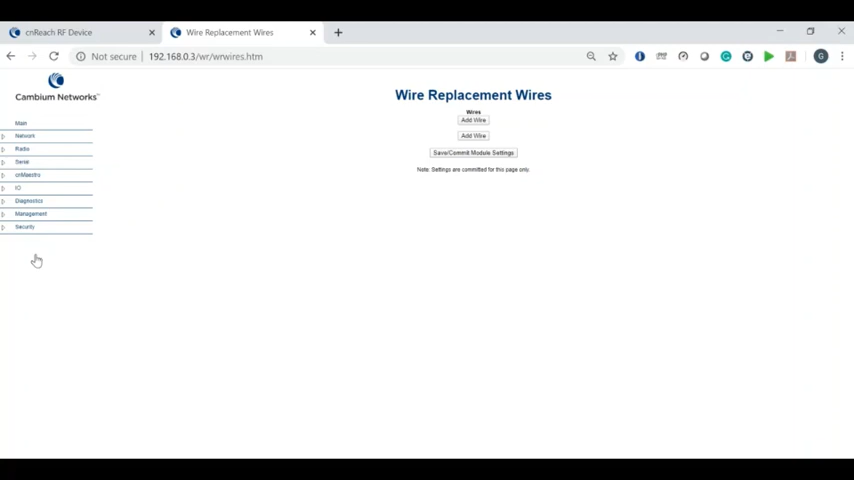 cnReach RF Device
Wire Replacement Wires
Not secure
192.168.0.3/wr/wrwires.htm
G
Cambium Networks™
Main
Network
Radio
Serial
cnMaestro
IO
Diagnostics
Management
Security
Wire Replacement Wires
Wires
Add Wire
Add Wire
Save/Commit Module Settings
Note: Settings are committed for this page only.